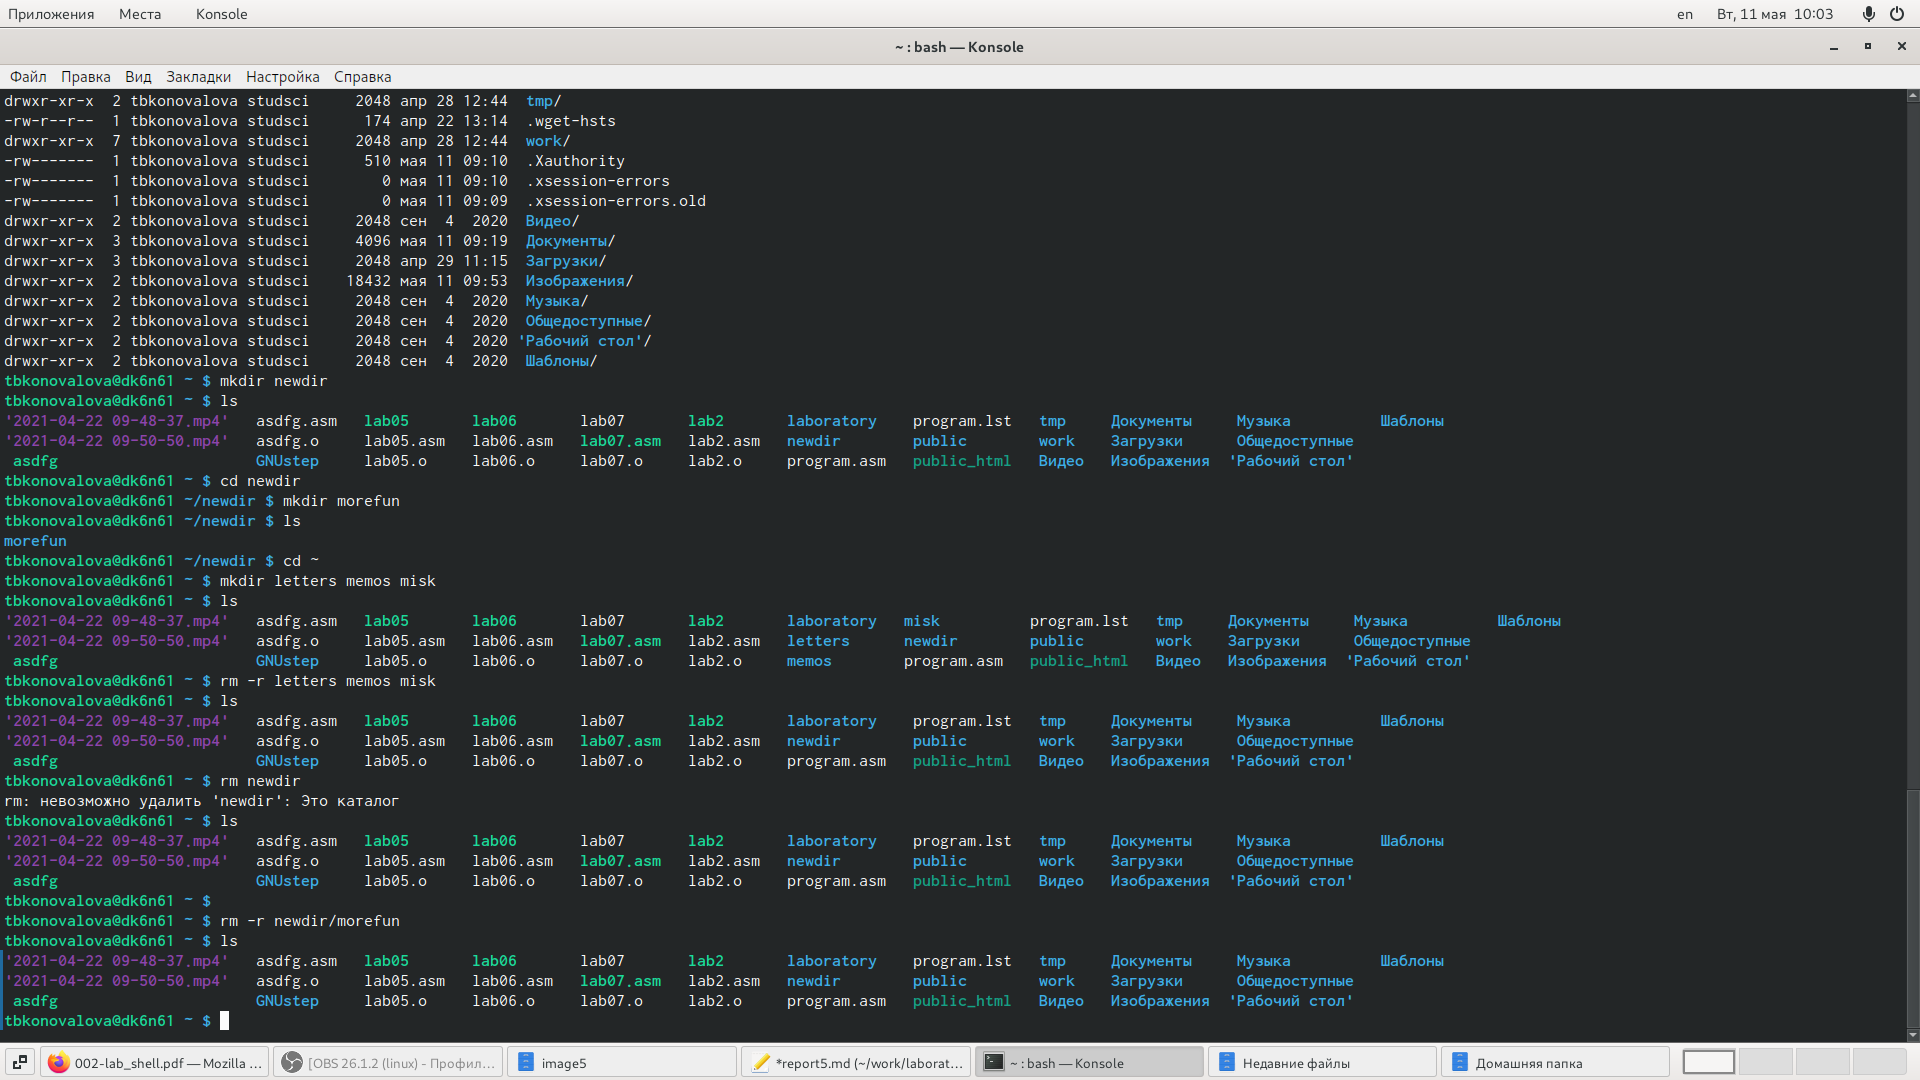 Приложения Места Konsole en Вт, 11 мая 10:03
~ : bash — Konsole
Файл Правка Вид Закладки Настройка Справка
drwxr-xr-x 2 tbkonovalova studsci 2048 апр 28 12:44 tmp/
-rw-r--r-- 1 tbkonovalova studsci 174 апр 22 13:14 .wget-hsts
drwxr-xr-x 7 tbkonovalova studsci 2048 апр 28 12:44 work/
-rw------- 1 tbkonovalova studsci 510 мая 11 09:10 .Xauthority
-rw------- 1 tbkonovalova studsci 0 мая 11 09:10 .xsession-errors
-rw------- 1 tbkonovalova studsci 0 мая 11 09:09 .xsession-errors.old
drwxr-xr-x 2 tbkonovalova studsci 2048 сен 4 2020 Видео/
drwxr-xr-x 3 tbkonovalova studsci 4096 мая 11 09:19 Документы/
drwxr-xr-x 3 tbkonovalova studsci 2048 апр 29 11:15 Загрузки/
drwxr-xr-x 2 tbkonovalova studsci 18432 мая 11 09:53 Изображения/
drwxr-xr-x 2 tbkonovalova studsci 2048 сен 4 2020 Музыка/
drwxr-xr-x 2 tbkonovalova studsci 2048 сен 4 2020 Общедоступные/
drwxr-xr-x 2 tbkonovalova studsci 2048 сен 4 2020 'Рабочий стол'/
drwxr-xr-x 2 tbkonovalova studsci 2048 сен 4 2020 Шаблоны/
tbkonovalova@dk6n61 ~ $ mkdir newdir
tbkonovalova@dk6n61 ~ $ ls
'2021-04-22 09-48-37.mp4' asdfg.asm lab05 lab06 lab07 lab2 laboratory program.lst tmp Документы Музыка Шаблоны
'2021-04-22 09-50-50.mp4' asdfg.o lab05.asm lab06.asm lab07.asm lab2.asm newdir public work Загрузки Общедоступные
asdfg GNUstep lab05.o lab06.o lab07.o lab2.o program.asm public_html Видео Изображения 'Рабочий стол'
tbkonovalova@dk6n61 ~ $ cd newdir
tbkonovalova@dk6n61 ~/newdir $ mkdir morefun
tbkonovalova@dk6n61 ~/newdir $ ls
morefun
tbkonovalova@dk6n61 ~/newdir $ cd ~
tbkonovalova@dk6n61 ~ $ mkdir letters memos misk
tbkonovalova@dk6n61 ~ $ ls
'2021-04-22 09-48-37.mp4' asdfg.asm lab05 lab06 lab07 lab2 laboratory misk program.lst tmp Документы Музыка Шаблоны
'2021-04-22 09-50-50.mp4' asdfg.o lab05.asm lab06.asm lab07.asm lab2.asm letters newdir public work Загрузки Общедоступные
asdfg GNUstep lab05.o lab06.o lab07.o lab2.o memos program.asm public_html Видео Изображения 'Рабочий стол'
tbkonovalova@dk6n61 ~ $ rm -r letters memos misk
tbkonovalova@dk6n61 ~ $ ls
'2021-04-22 09-48-37.mp4' asdfg.asm lab05 lab06 lab07 lab2 laboratory program.lst tmp Документы Музыка Шаблоны
'2021-04-22 09-50-50.mp4' asdfg.o lab05.asm lab06.asm lab07.asm lab2.asm newdir public work Загрузки Общедоступные
asdfg GNUstep lab05.o lab06.o lab07.o lab2.o program.asm public_html Видео Изображения 'Рабочий стол'
tbkonovalova@dk6n61 ~ $ rm newdir
rm: невозможно удалить 'newdir': Это каталог
tbkonovalova@dk6n61 ~ $ ls
'2021-04-22 09-48-37.mp4' asdfg.asm lab05 lab06 lab07 lab2 laboratory program.lst tmp Документы Музыка Шаблоны
'2021-04-22 09-50-50.mp4' asdfg.o lab05.asm lab06.asm lab07.asm lab2.asm newdir public work Загрузки Общедоступные
asdfg GNUstep lab05.o lab06.o lab07.o lab2.o program.asm public_html Видео Изображения 'Рабочий стол'
tbkonovalova@dk6n61 ~ $
tbkonovalova@dk6n61 ~ $ rm -r newdir/morefun
tbkonovalova@dk6n61 ~ $ ls
'2021-04-22 09-48-37.mp4' asdfg.asm lab05 lab06 lab07 lab2 laboratory program.lst tmp Документы Музыка Шаблоны
'2021-04-22 09-50-50.mp4' asdfg.o lab05.asm lab06.asm lab07.asm lab2.asm newdir public work Загрузки Общедоступные
asdfg GNUstep lab05.o lab06.o lab07.o lab2.o program.asm public_html Видео Изображения 'Рабочий стол'
tbkonovalova@dk6n61 ~ $
002-lab_shell.pdf — Mozilla ... [OBS 26.1.2 (linux) - Профил... image5 *report5.md (~/work/laborat... ~ : bash — Konsole Недавние файлы Домашняя папка